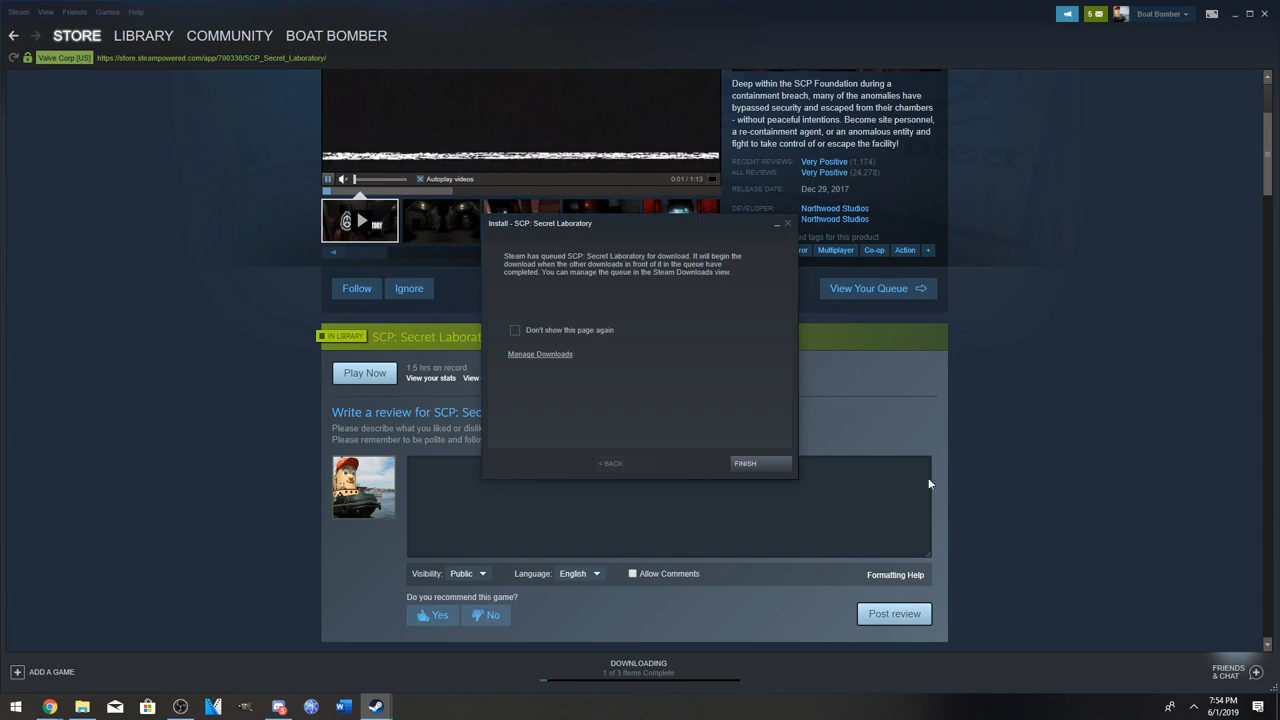 Steam View Friends Games Help
5 Boat Bomber
STORE LIBRARY COMMUNITY BOAT BOMBER
Valve Corp [US] https://store.steampowered.com/app/700330/SCP_Secret_Laboratory/
Deep within the SCP Foundation during a
containment breach, many of the anomalies have
bypassed security and escaped from their chambers
- without peaceful intentions. Become site personnel,
a re-containment agent, or an anomalous entity and
fight to take control of or escape the facility!
RECENT REVIEWS: Very Positive (1,174)
ALL REVIEWS: Very Positive (24,278)
RELEASE DATE: Dec 29, 2017
DEVELOPER: Northwood Studios
Northwood Studios
Autoplay videos 0:01 / 1:13
Install - SCP: Secret Laboratory
Steam has queued SCP: Secret Laboratory for download. It will begin the
download when the other downloads in front of it in the queue have
completed. You can manage the queue in the Steam Downloads view.
Don't show this page again
Manage Downloads
< BACK FINISH
ed tags for this product:
ror Multiplayer Co-op Action +
Follow Ignore View Your Queue
IN LIBRARY SCP: Secret Laborat
Play Now 1.5 hrs on record
View your stats View
Write a review for SCP: Sec
Please describe what you liked or dislik
Please remember to be polite and follo
Visibility: Public Language: English Allow Comments Formatting Help
Do you recommend this game?
Yes No Post review
ADD A GAME DOWNLOADING
1 of 3 Items Complete
FRIENDS
& CHAT
7:54 PM
6/1/2019